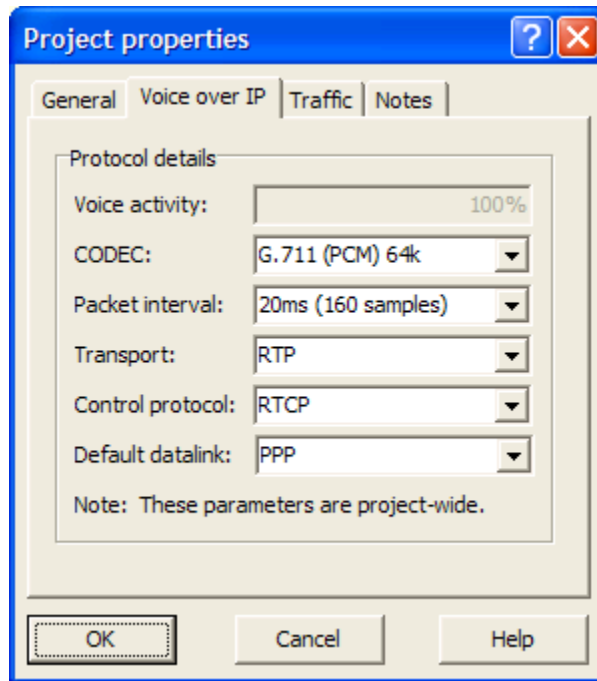 Project properties
General Voice over IP Traffic Notes
Protocol details
Voice activity: 100%
CODEC: G.711 (PCM) 64k
Packet interval: 20ms (160 samples)
Transport: RTP
Control protocol: RTCP
Default datalink: PPP
Note: These parameters are project-wide.
OK Cancel Help